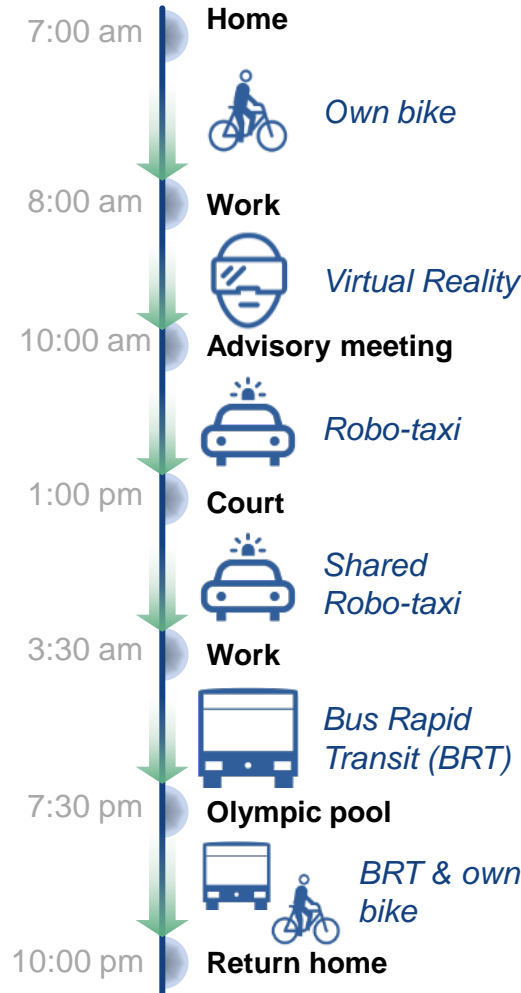 7:00 am
Home
Own bike
8:00 am
Work
Virtual Reality
10:00 am
Advisory meeting
Robo-taxi
1:00 pm
Court
Shared
Robo-taxi
3:30 am
Work
Bus Rapid
Transit (BRT)
7:30 pm
Olympic pool
BRT & own
bike
10:00 pm
Return home